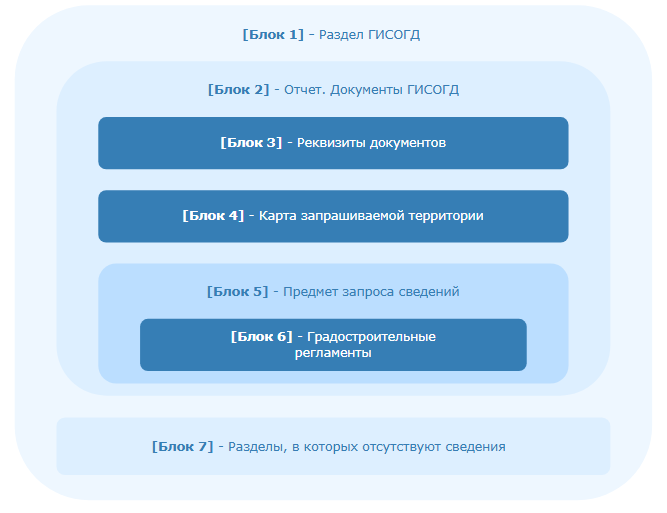 [Блок 1] - Раздел ГИСОГД
[Блок 2] - Отчет. Документы ГИСОГД
[Блок 3] - Реквизиты документов
[Блок 4] - Карта запрашиваемой территории
[Блок 5] - Предмет запроса сведений
[Блок 6] - Градостроительные
регламенты
[Блок 7] - Разделы, в которых отсутствуют сведения